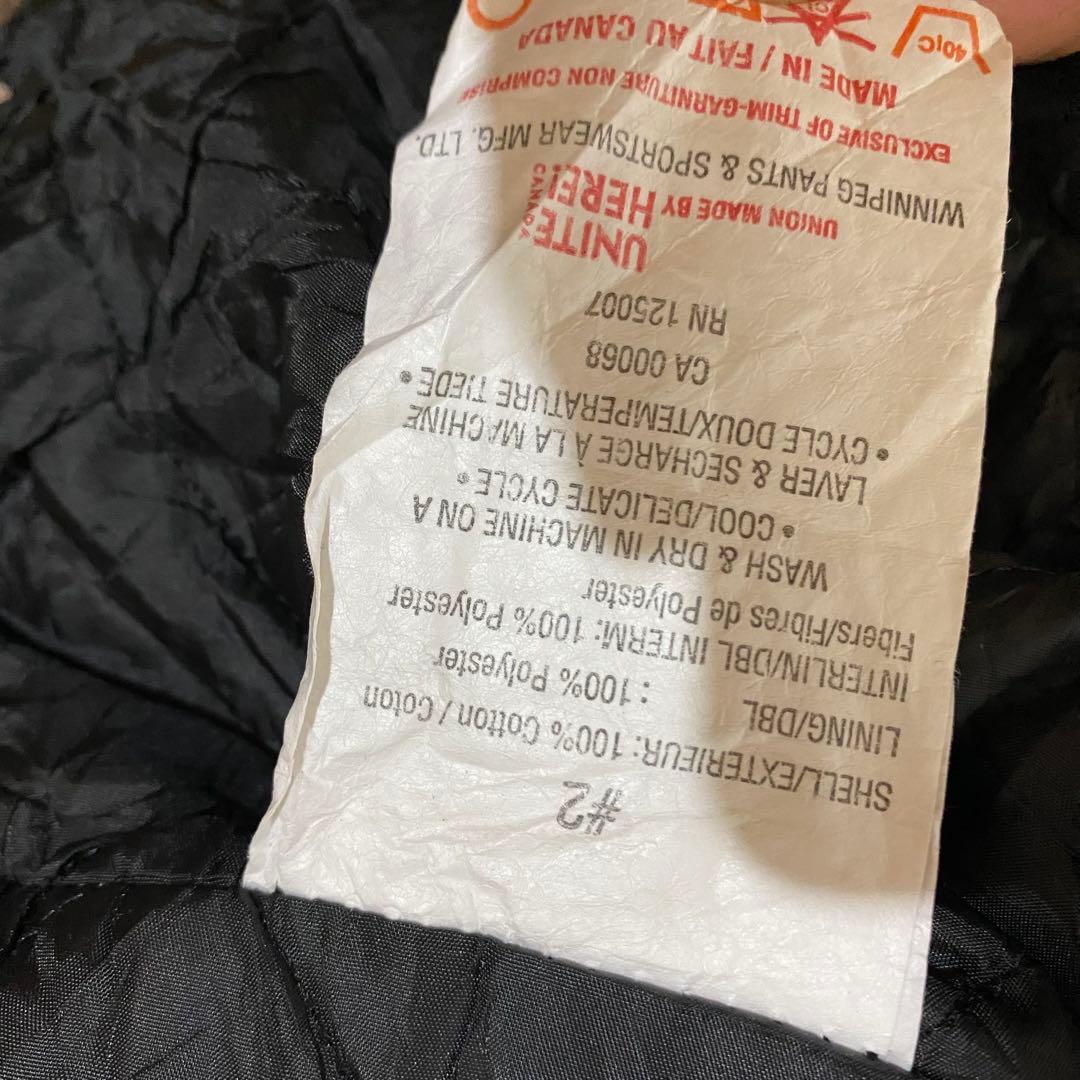 #2
SHELL/EXTERIEUR: 100% Cotton / Coton
LINING/DBL : 100% Polyester
INTERLIN/DBL INTERM: 100% Polyester
Fibers/Fibres de Polyester
WASH & DRY IN MACHINE ON A
• COOL/DELICATE CYCLE •
LAVER & SECHARGE À LA MACHINE
• CYCLE DOUX/TEMPERATURE TIEDE •
CA 00068
RN 125007
UNION MADE BY UNITE HERE! CANADA
WINNIPEG PANTS & SPORTSWEAR MFG. LTD.
EXCLUSIVE OF TRIM-GARNITURE NON COMPRISE
MADE IN / FAIT AU CANADA
40°C